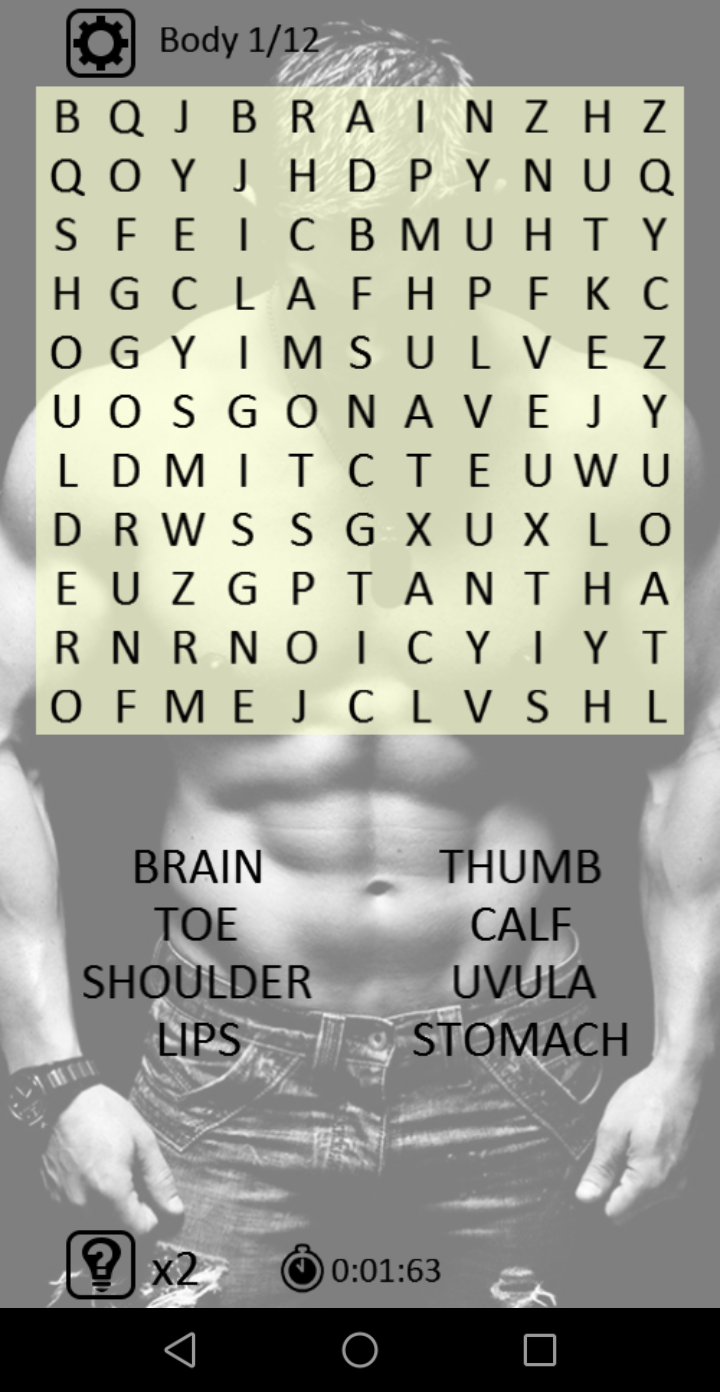 Body 1/12
B Q J B R A I N Z H Z
Q O Y J H D P Y N U Q
S F E I C B M U H T Y
H G C L A F H P F K C
O G Y I M S U L V E Z
U O S G O N A V E J Y
L D M I T C T E U W U
D R W S S G X U X L O
E U Z G P T A N T H A
R N R N O I C Y I Y T
O F M E J C L V S H L
BRAIN THUMB
TOE CALF
SHOULDER UVULA
LIPS STOMACH
x2 0:01:63